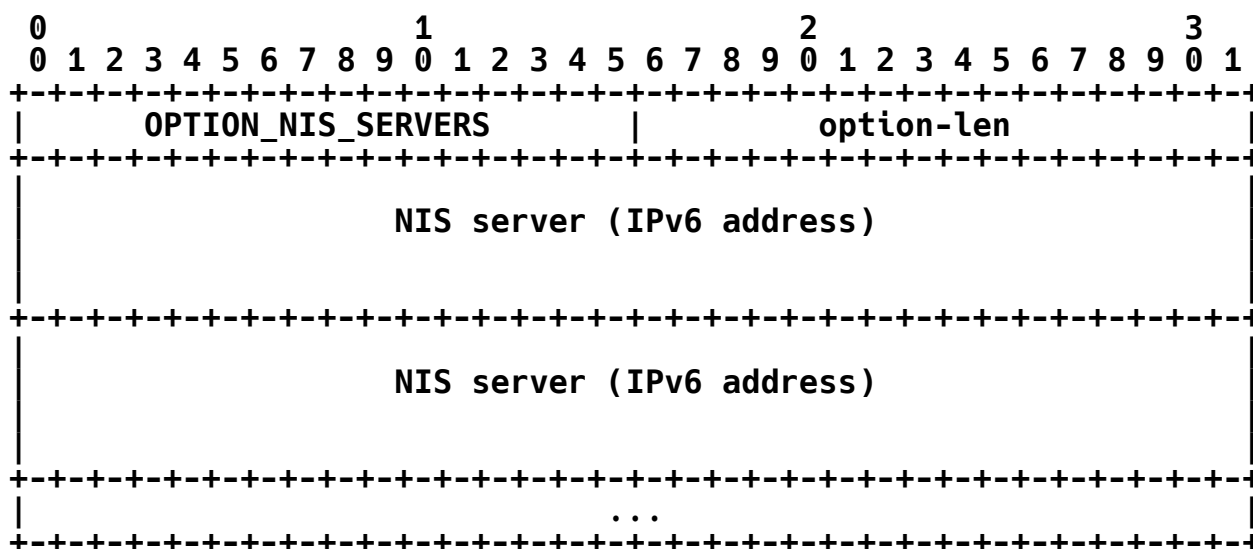 0                   1                   2                   3
 0 1 2 3 4 5 6 7 8 9 0 1 2 3 4 5 6 7 8 9 0 1 2 3 4 5 6 7 8 9 0 1
+-+-+-+-+-+-+-+-+-+-+-+-+-+-+-+-+-+-+-+-+-+-+-+-+-+-+-+-+-+-+-+-+
|      OPTION_NIS_SERVERS       |         option-len            |
+-+-+-+-+-+-+-+-+-+-+-+-+-+-+-+-+-+-+-+-+-+-+-+-+-+-+-+-+-+-+-+-+
|                                                               |
|                   NIS server (IPv6 address)                   |
|                                                               |
|                                                               |
+-+-+-+-+-+-+-+-+-+-+-+-+-+-+-+-+-+-+-+-+-+-+-+-+-+-+-+-+-+-+-+-+
|                                                               |
|                   NIS server (IPv6 address)                   |
|                                                               |
|                                                               |
+-+-+-+-+-+-+-+-+-+-+-+-+-+-+-+-+-+-+-+-+-+-+-+-+-+-+-+-+-+-+-+-+
|                              ...                              |
+-+-+-+-+-+-+-+-+-+-+-+-+-+-+-+-+-+-+-+-+-+-+-+-+-+-+-+-+-+-+-+-+